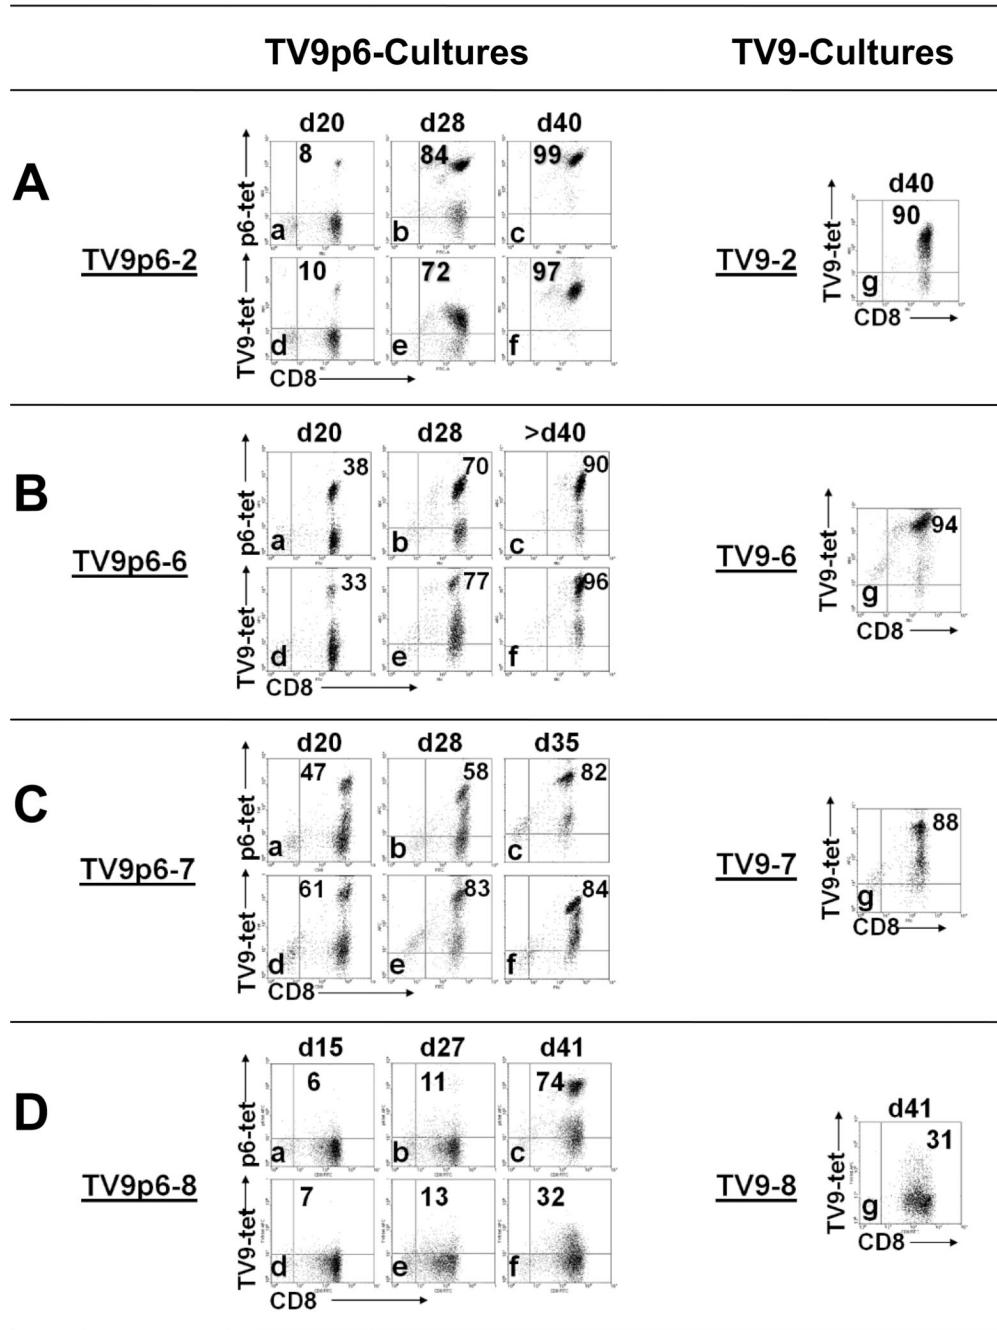 TV9p6-Cultures TV9-Cultures
A
TV9p6-2
d20 d28 d40
p6-tet
8 84 99
a b c
TV9-tet
10 72 97
d e f
CD8
TV9-2
d40
TV9-tet
90
g
CD8
B
TV9p6-6
d20 d28 >d40
p6-tet
38 70 90
a b c
TV9-tet
33 77 96
d e f
CD8
TV9-6
TV9-tet
94
g
CD8
C
TV9p6-7
d20 d28 d35
p6-tet
47 58 82
a b c
TV9-tet
61 83 84
d e f
CD8
TV9-7
TV9-tet
88
g
CD8
D
TV9p6-8
d15 d27 d41
p6-tet
6 11 74
a b c
TV9-tet
7 13 32
d e f
CD8
TV9-8
d41
TV9-tet
31
g
CD8